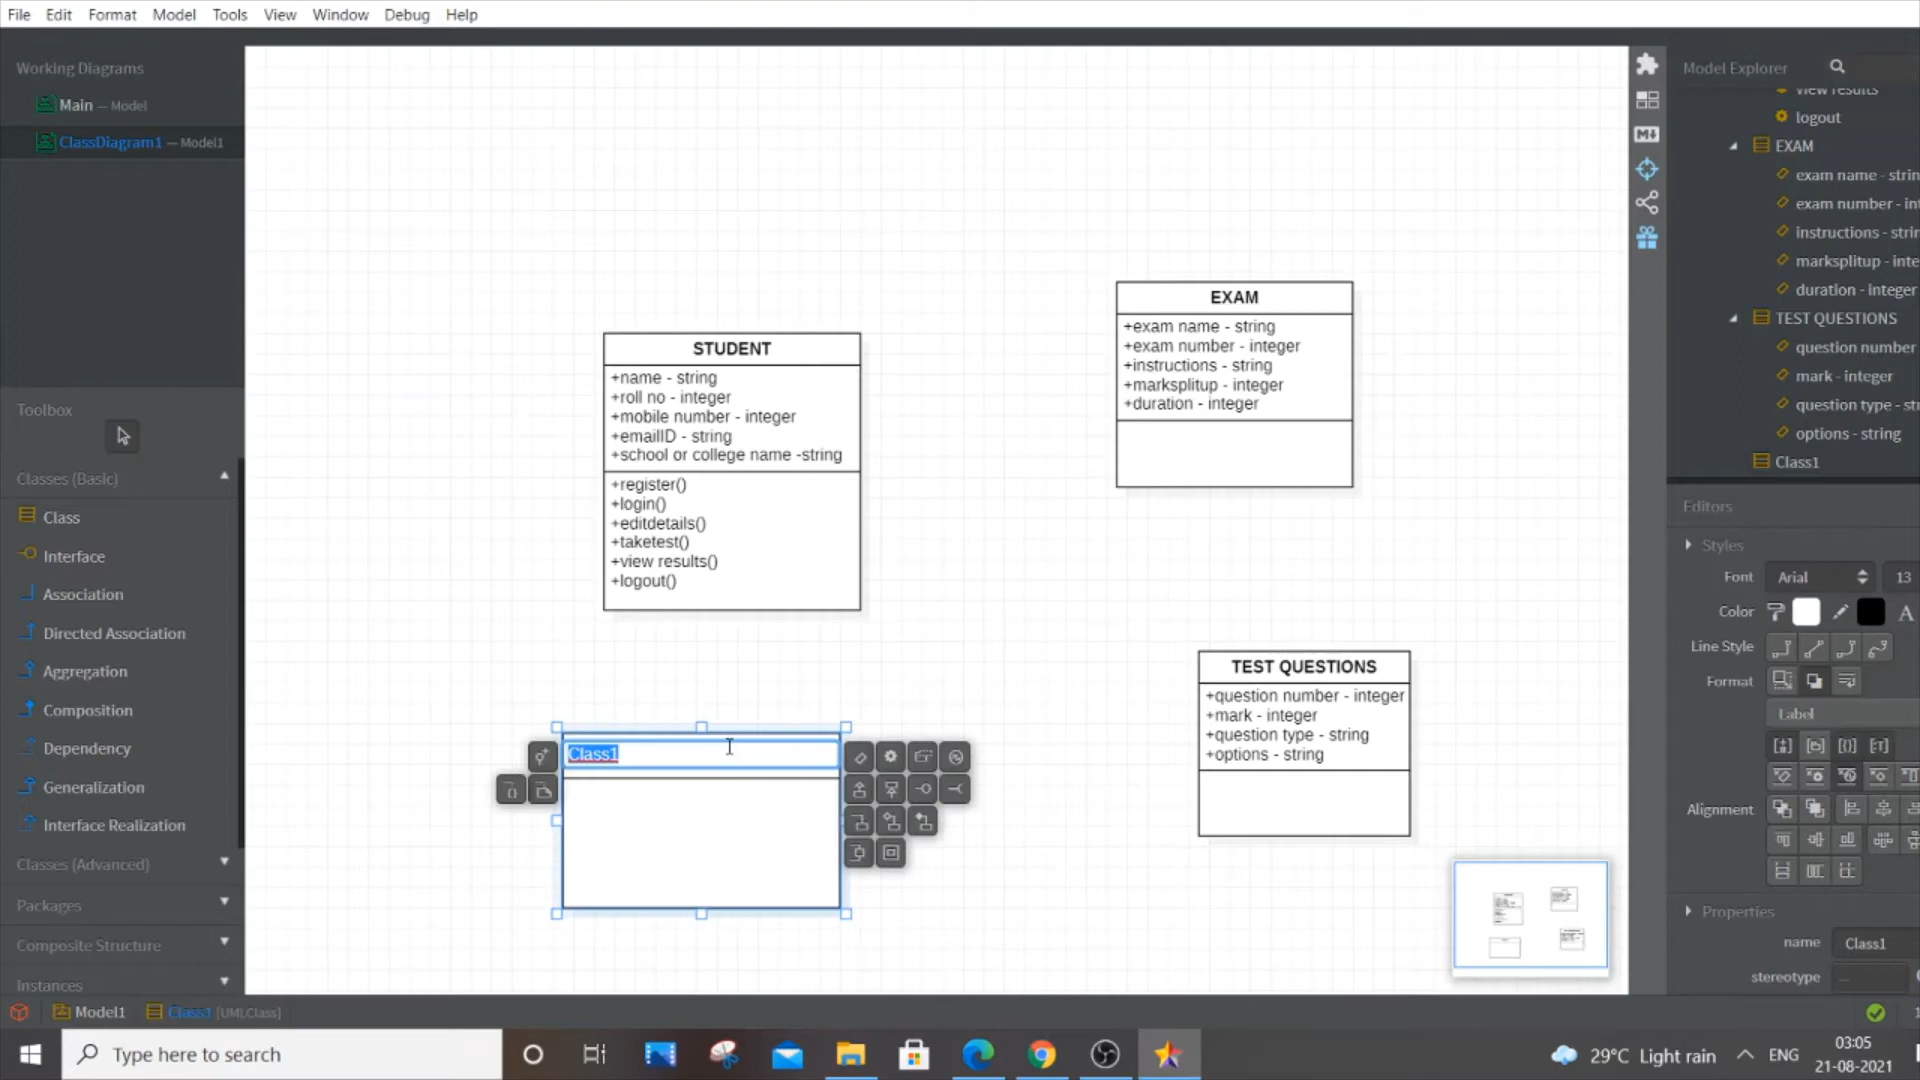 File Edit Format Model Tools View Window Debug Help
Working Diagrams
Main — Model
ClassDiagram1 — Model1
Toolbox
Classes (Basic)
Class
Interface
Association
Directed Association
Aggregation
Composition
Dependency
Generalization
Interface Realization
Classes (Advanced)
Packages
Composite Structure
Instances
STUDENT
+name - string
+roll no - integer
+mobile number - integer
+emailID - string
+school or college name -string
+register()
+login()
+editdetails()
+taketest()
+view results()
+logout()
EXAM
+exam name - string
+exam number - integer
+instructions - string
+marksplitup - integer
+duration - integer
Class1
TEST QUESTIONS
+question number - integer
+mark - integer
+question type - string
+options - string
Model Explorer
view results
logout
EXAM
exam name - strin
exam number - int
instructions - strin
marksplitup - inte
duration - integer
TEST QUESTIONS
question number
mark - integer
question type - str
options - string
Class1
Editors
Styles
Font Arial 13
Color
Line Style
Format
Label
Alignment
Properties
name Class1
stereotype —
Model1 Class1 [UMLClass]
Type here to search
29°C Light rain
ENG
03:05
21-08-2021